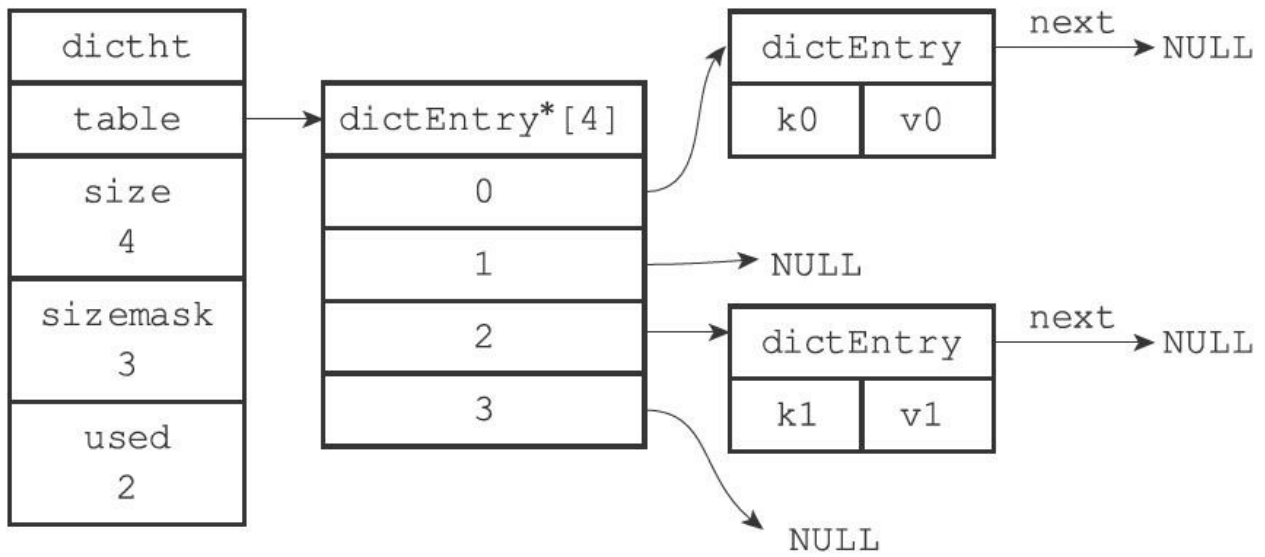 dictht
table
size
4
sizemask
3
used
2
dictEntry*[4]
0
1
2
3
dictEntry
k0
v0
next
NULL
NULL
dictEntry
k1
v1
next
NULL
NULL